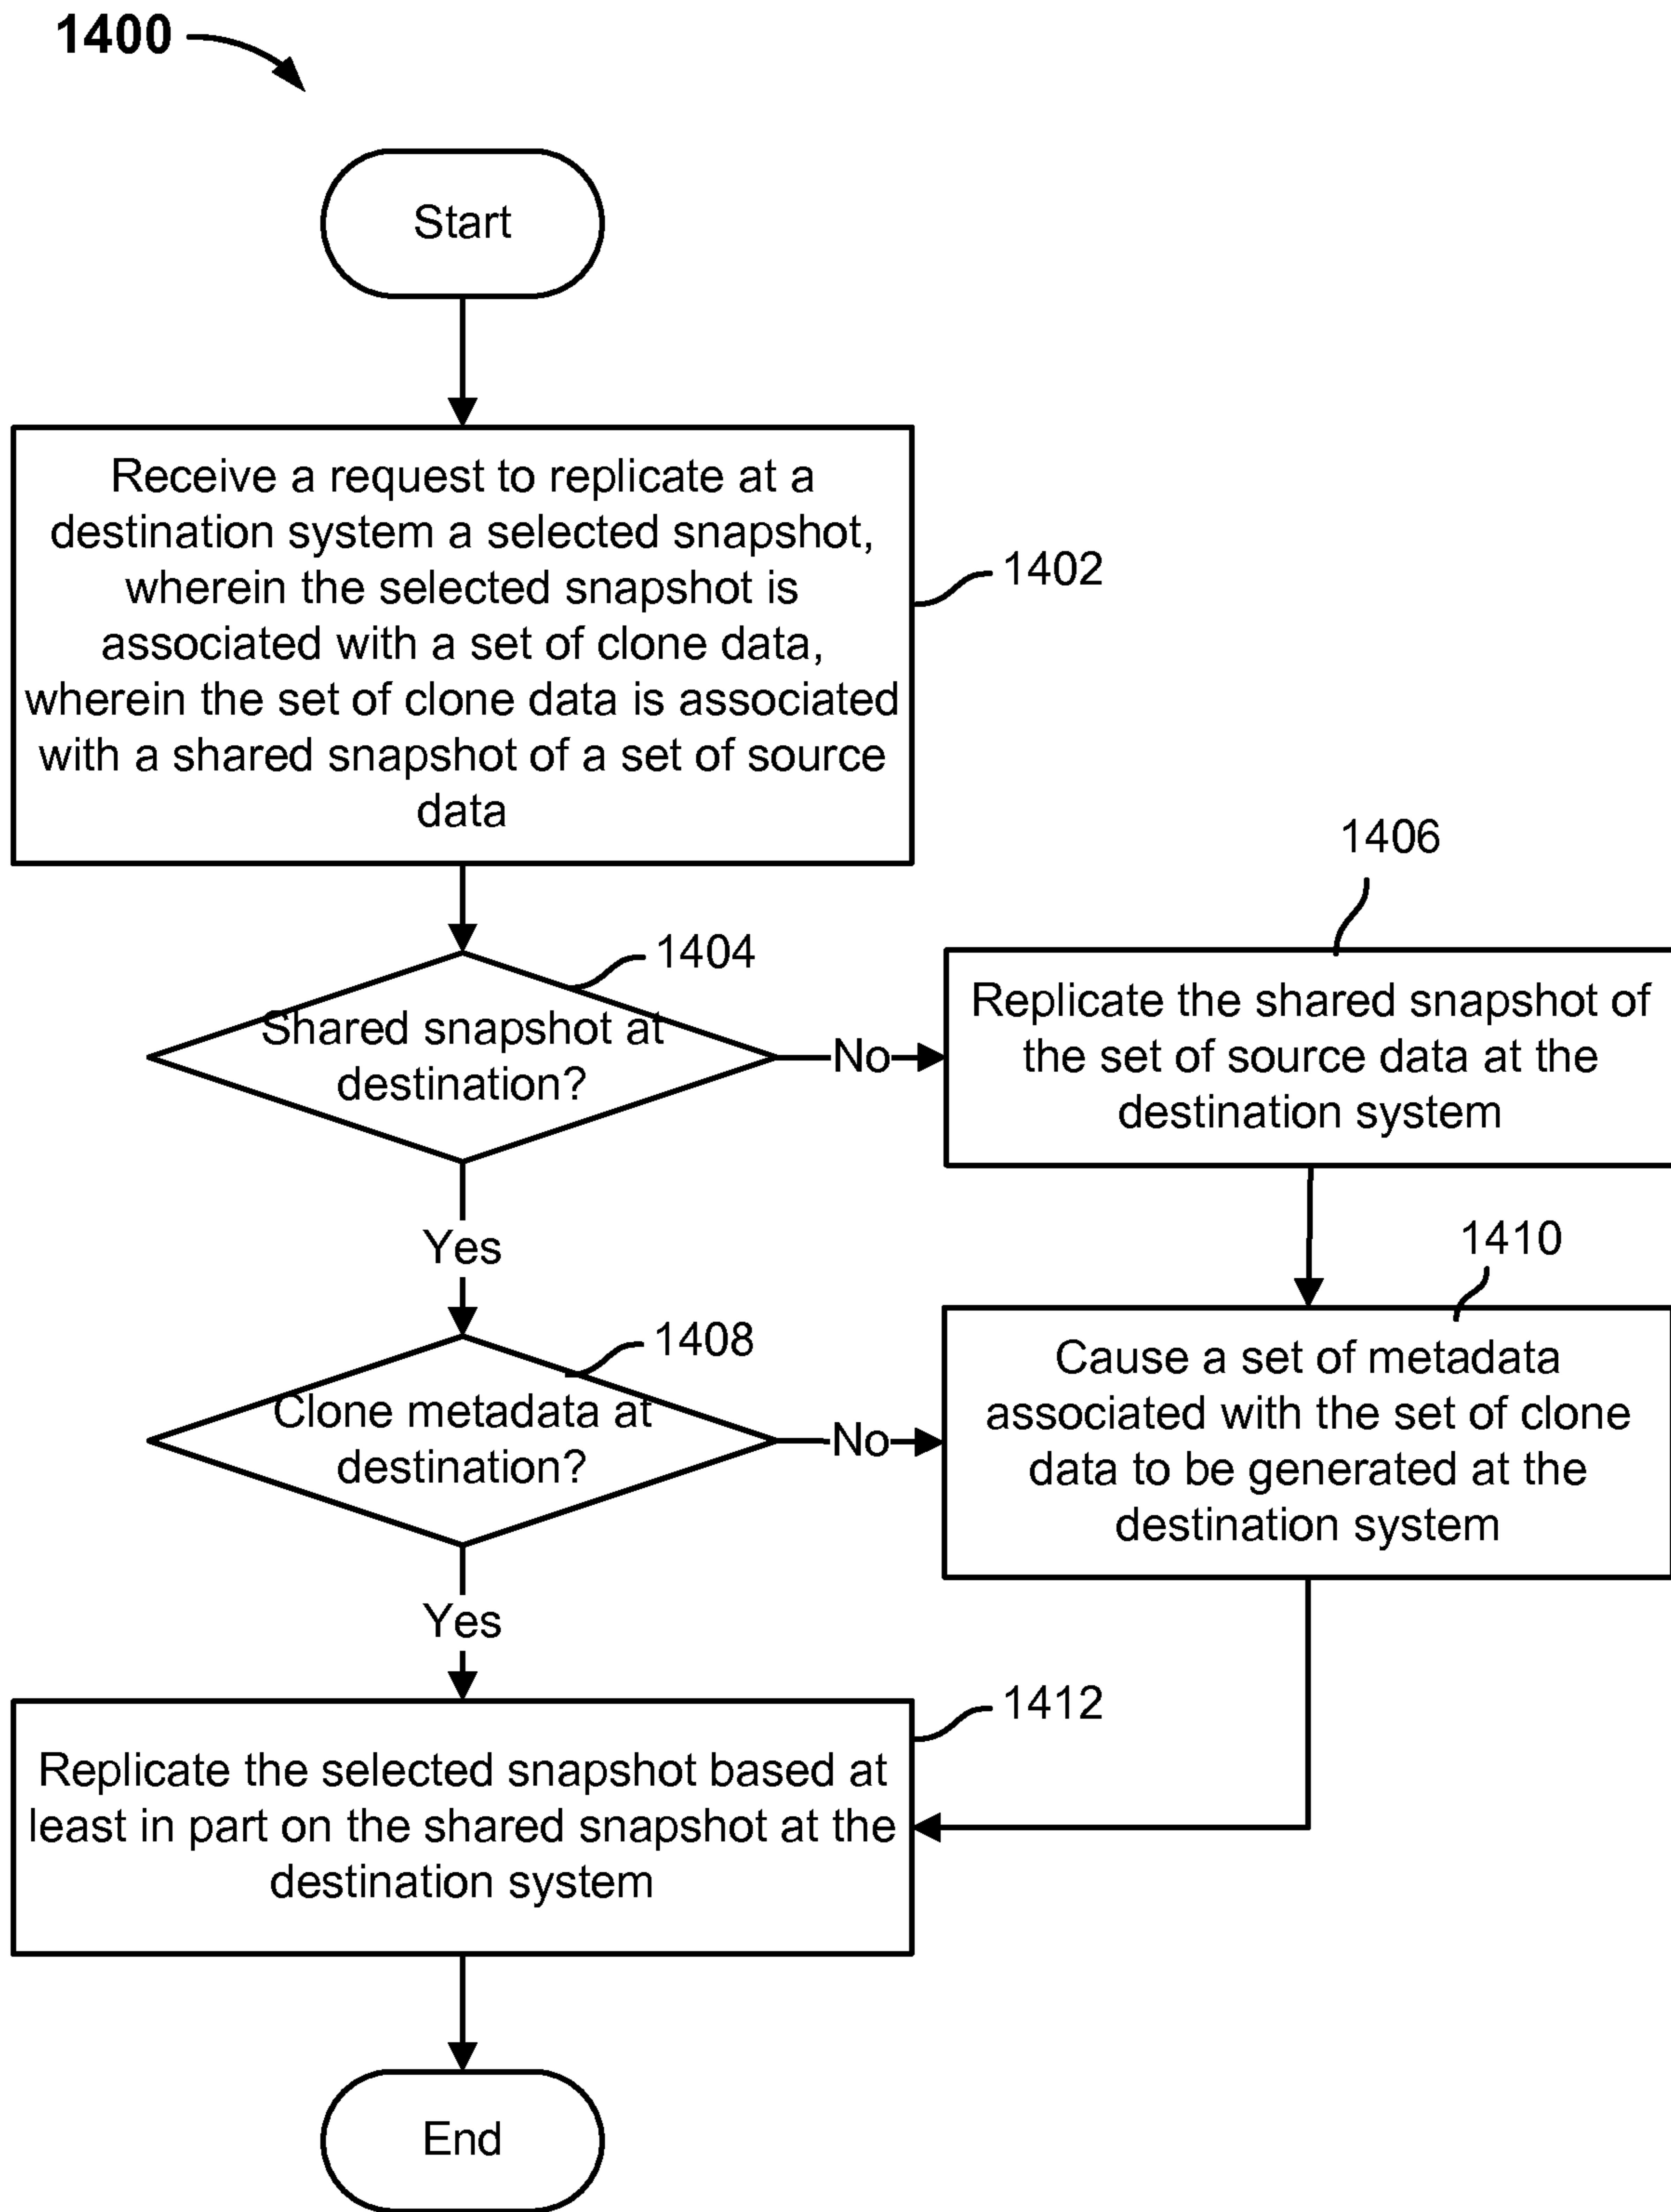 1400
Start
Receive a request to replicate at a
destination system a selected snapshot,
wherein the selected snapshot is
associated with a set of clone data,
wherein the set of clone data is associated
with a shared snapshot of a set of source
data
1402
1404
Shared snapshot at
destination?
No
1406
Replicate the shared snapshot of
the set of source data at the
destination system
Yes
1408
Clone metadata at
destination?
No
1410
Cause a set of metadata
associated with the set of clone
data to be generated at the
destination system
Yes
1412
Replicate the selected snapshot based at
least in part on the shared snapshot at the
destination system
End